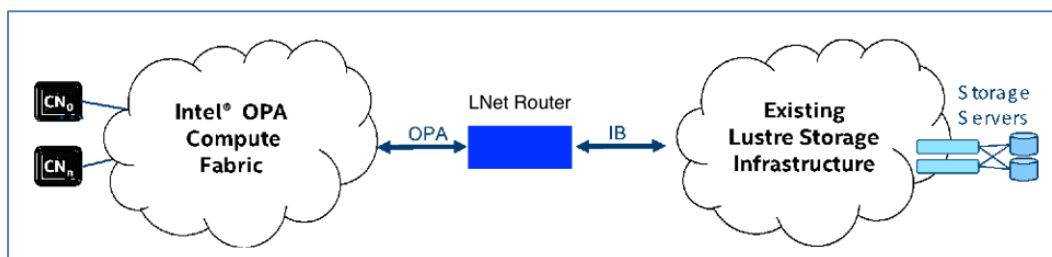 CN0
CNn
Intel® OPA
Compute
Fabric
OPA
LNet Router
IB
Existing
Lustre Storage
Infrastructure
Storage
Servers